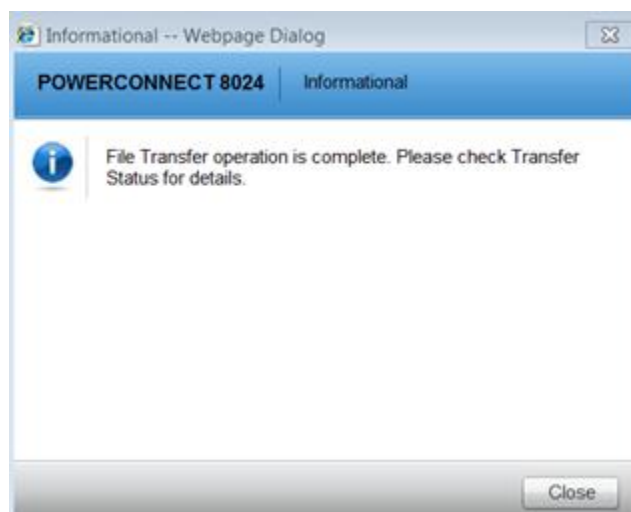 Informational -- Webpage Dialog
POWERCONNECT 8024 Informational
File Transfer operation is complete. Please check Transfer
Status for details.
Close